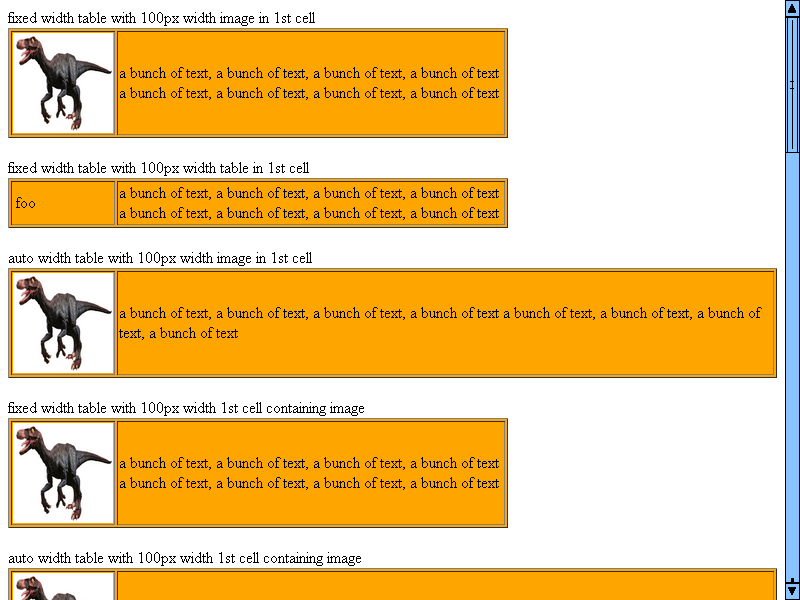 fixed width table with 100px width image in 1st cell
a bunch of text, a bunch of text, a bunch of text, a bunch of text
a bunch of text, a bunch of text, a bunch of text, a bunch of text
fixed width table with 100px width table in 1st cell
foo
a bunch of text, a bunch of text, a bunch of text, a bunch of text
a bunch of text, a bunch of text, a bunch of text, a bunch of text
auto width table with 100px width image in 1st cell
a bunch of text, a bunch of text, a bunch of text, a bunch of text a bunch of text, a bunch of text, a bunch of
text, a bunch of text
fixed width table with 100px width 1st cell containing image
a bunch of text, a bunch of text, a bunch of text, a bunch of text
a bunch of text, a bunch of text, a bunch of text, a bunch of text
auto width table with 100px width 1st cell containing image